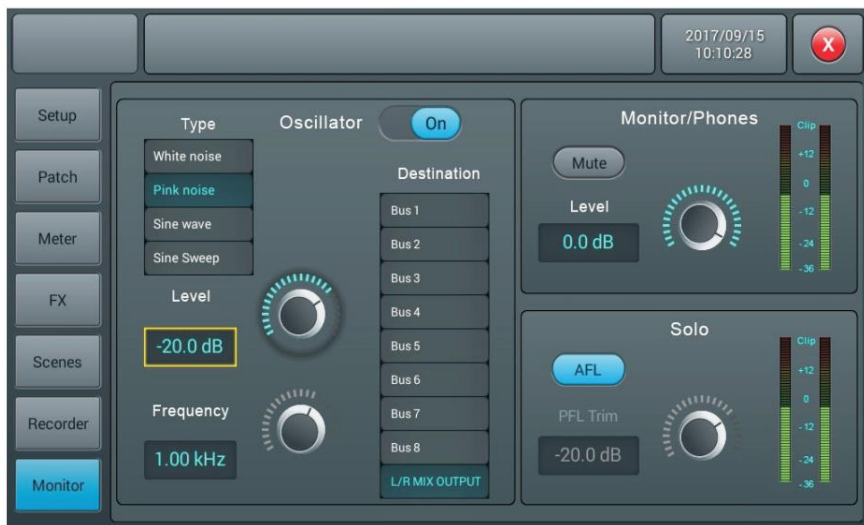 2017/09/15
10:10:28
X
Setup
Patch
Meter
FX
Scenes
Recorder
Monitor
Type
White noise
Pink noise
Sine wave
Sine Sweep
Level
-20.0 dB
Frequency
1.00 kHz
Oscillator
On
Destination
Bus 1
Bus 2
Bus 3
Bus 4
Bus 5
Bus 6
Bus 7
Bus 8
L/R MIX OUTPUT
Monitor/Phones
Mute
Level
0.0 dB
Clip
+12
0
-12
-24
-36
Solo
AFL
PFL Trim
-20.0 dB
Clip
+12
0
-12
-24
-36